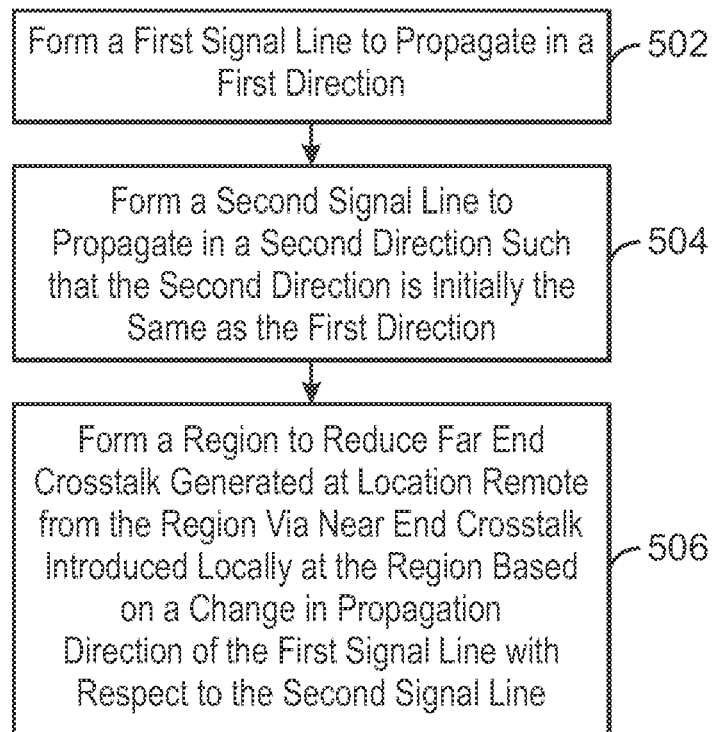 Form a First Signal Line to Propagate in a
First Direction
502
Form a Second Signal Line to
Propagate in a Second Direction Such
that the Second Direction is Initially the
Same as the First Direction
504
Form a Region to Reduce Far End
Crosstalk Generated at Location Remote
from the Region Via Near End Crosstalk
Introduced Locally at the Region Based
on a Change in Propagation
Direction of the First Signal Line with
Respect to the Second Signal Line
506